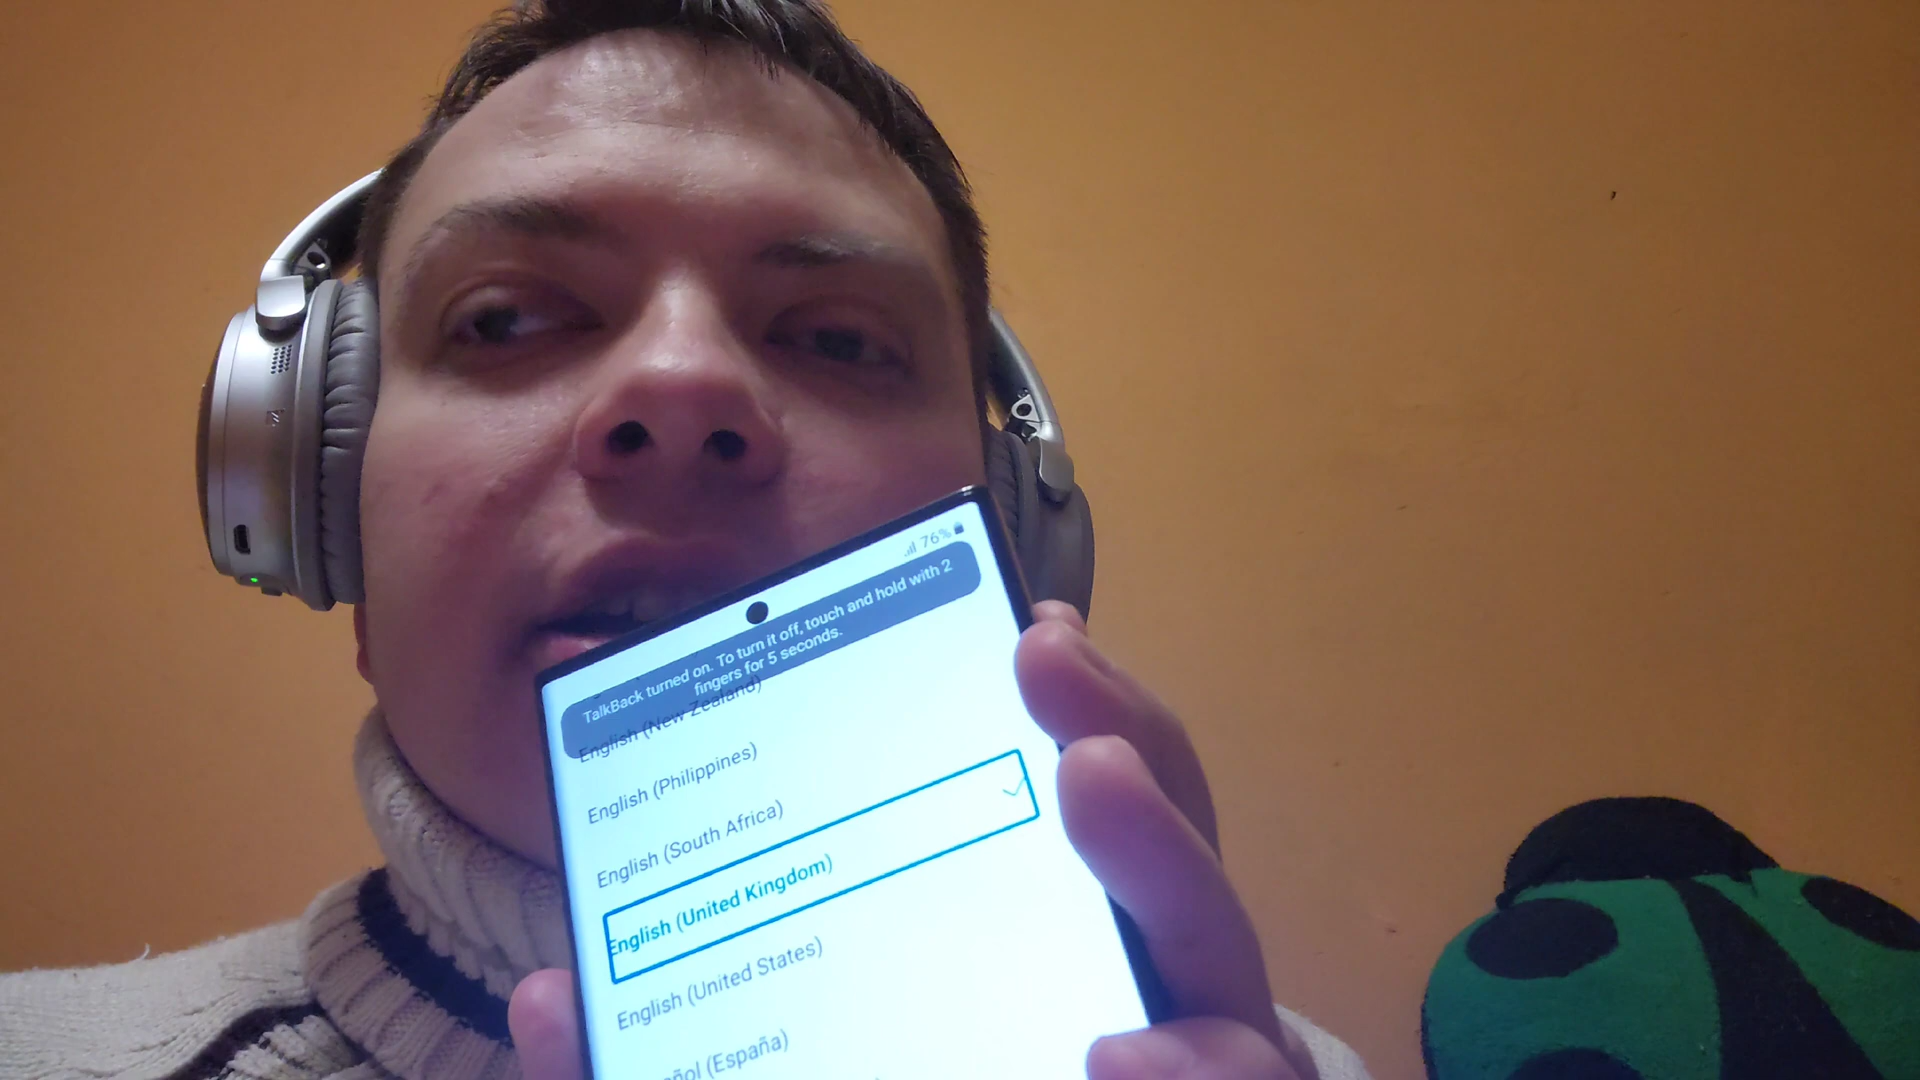 76%
TalkBack turned on. To turn it off, touch and hold with 2
fingers for 5 seconds.
English (New Zealand)
English (Philippines)
English (South Africa)
English (United Kingdom)
English (United States)
añol (España)